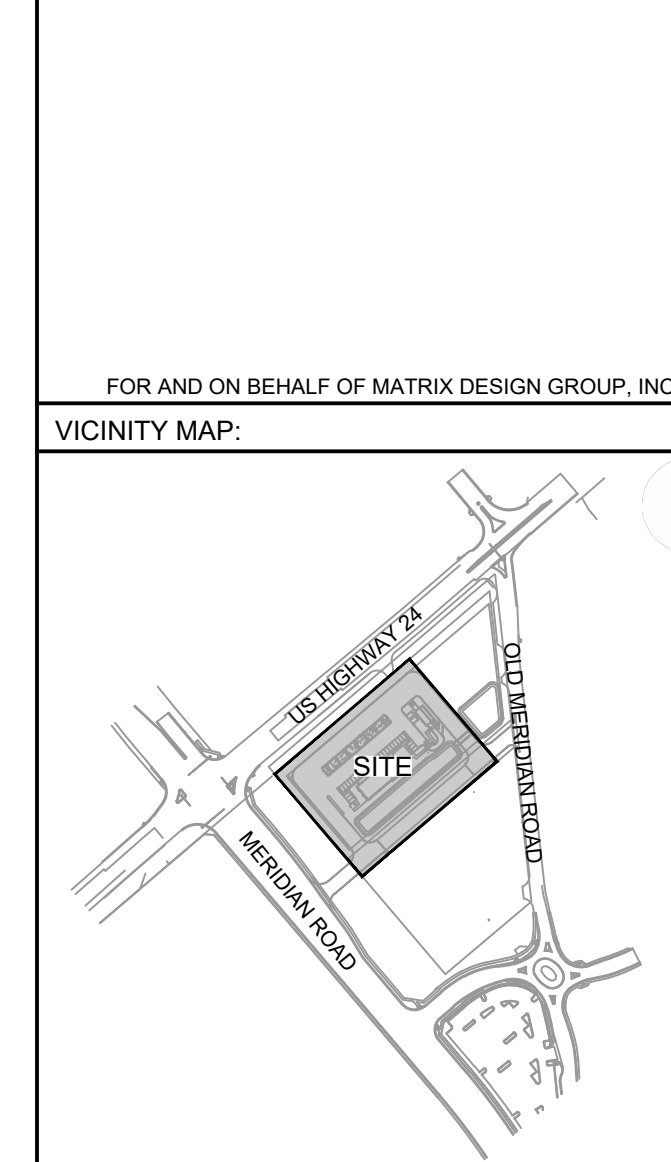 FOR AND ON BEHALF OF MATRIX DESIGN GROUP, INC
VICINITY MAP:
US HIGHWAY 24
OLD MERIDIAN ROAD
SITE
MERIDIAN ROAD